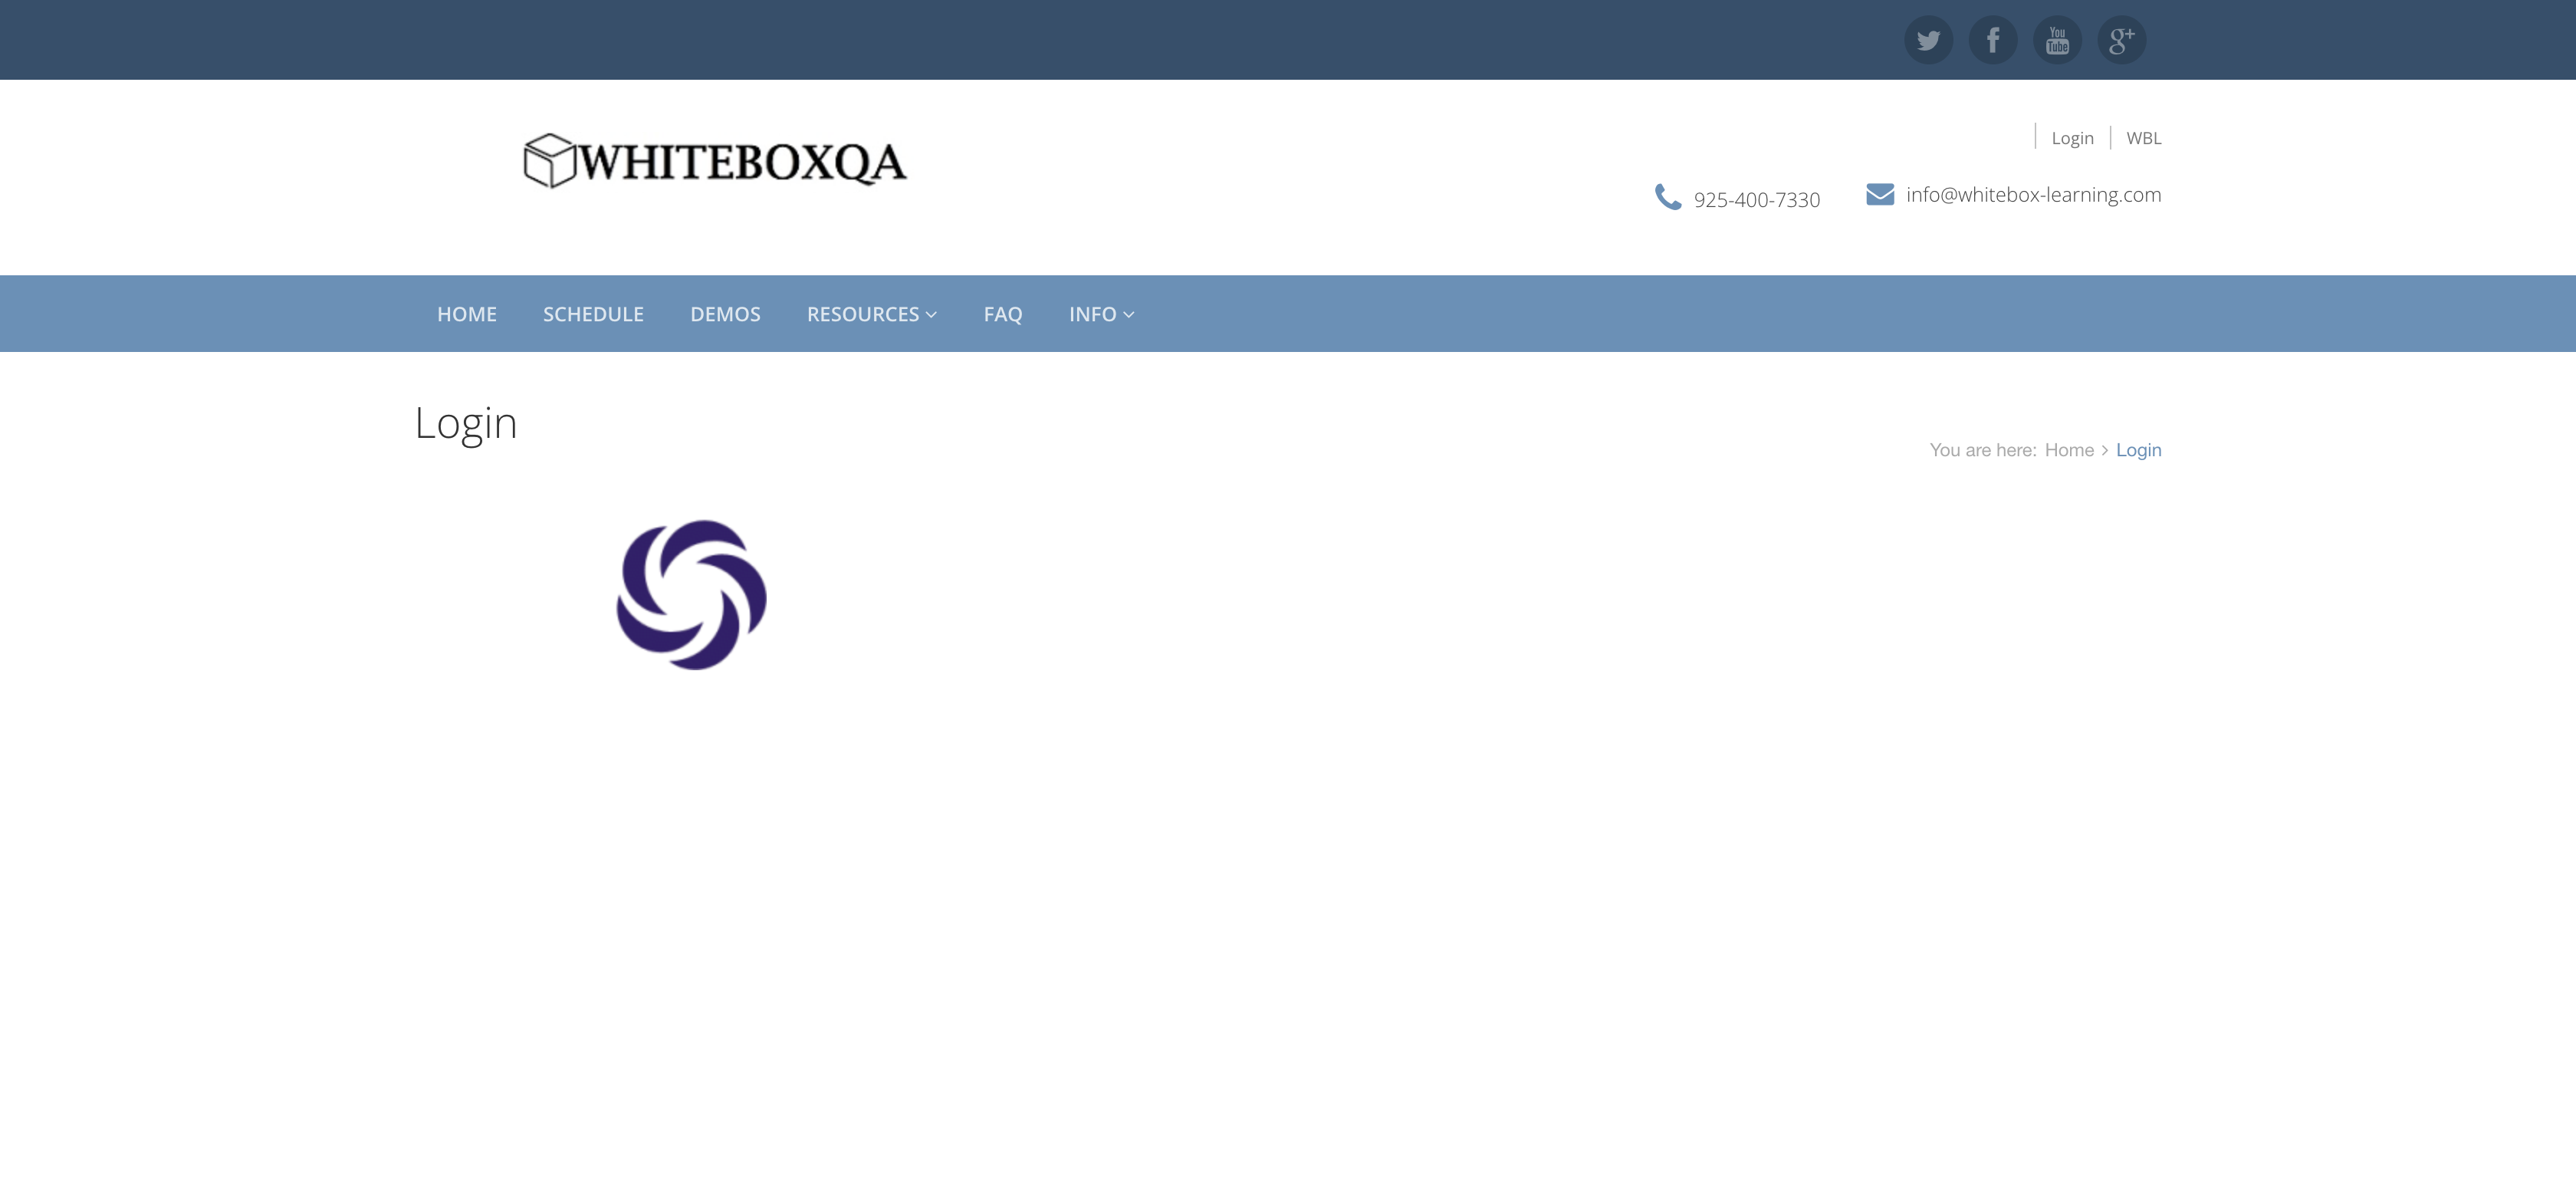 You Tube
g+
WHITEBOXQA
Login
WBL
925-400-7330
info@whitebox-learning.com
HOME SCHEDULE DEMOS RESOURCES FAQ INFO
Login
You are here: Home > Login